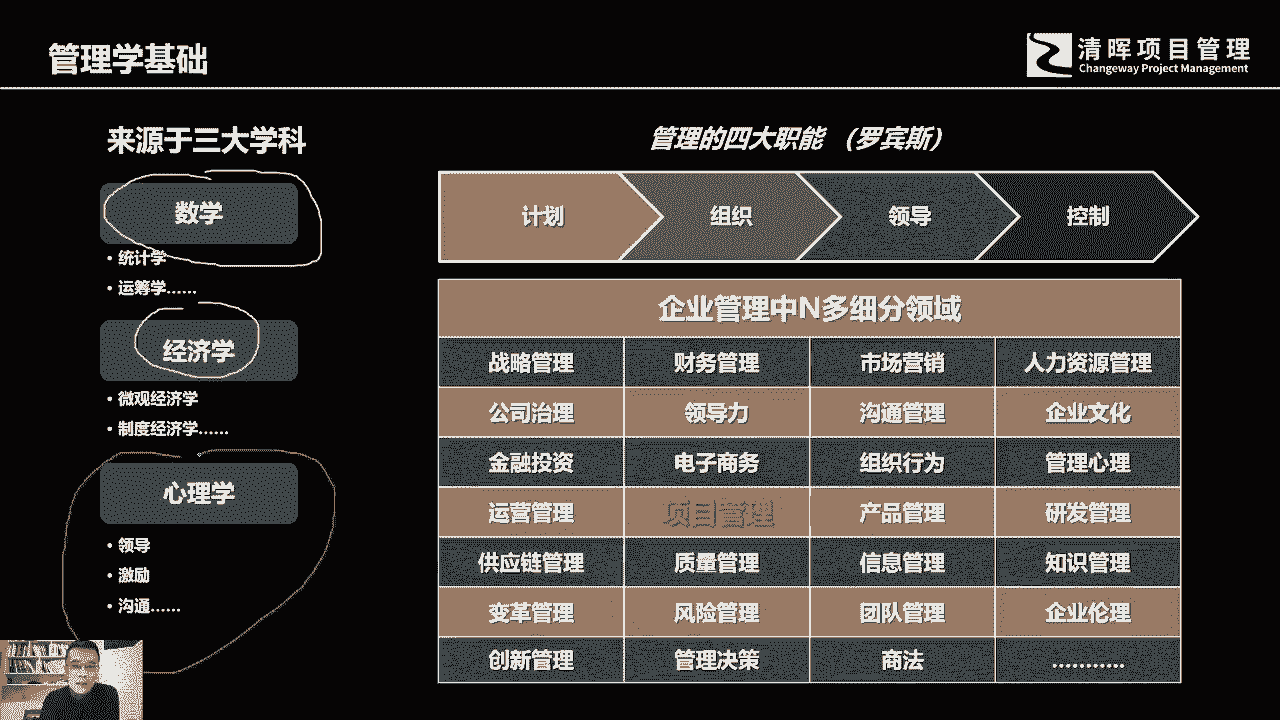 管理学基础
清晖项目管理
Changeway Project Management
来源于三大学科
数学
• 统计学
• 运筹学......
经济学
• 微观经济学
• 制度经济学......
心理学
• 领导
• 激励
• 沟通......
管理的四大职能 （罗宾斯）
计划 组织 领导 控制
企业管理中N多细分领域
战略管理 财务管理 市场营销 人力资源管理
公司治理 领导力 沟通管理 企业文化
金融投资 电子商务 组织行为 管理心理
运营管理 项目管理 产品管理 研发管理
供应链管理 质量管理 信息管理 知识管理
变革管理 风险管理 团队管理 企业伦理
创新管理 管理决策 商法 ...........